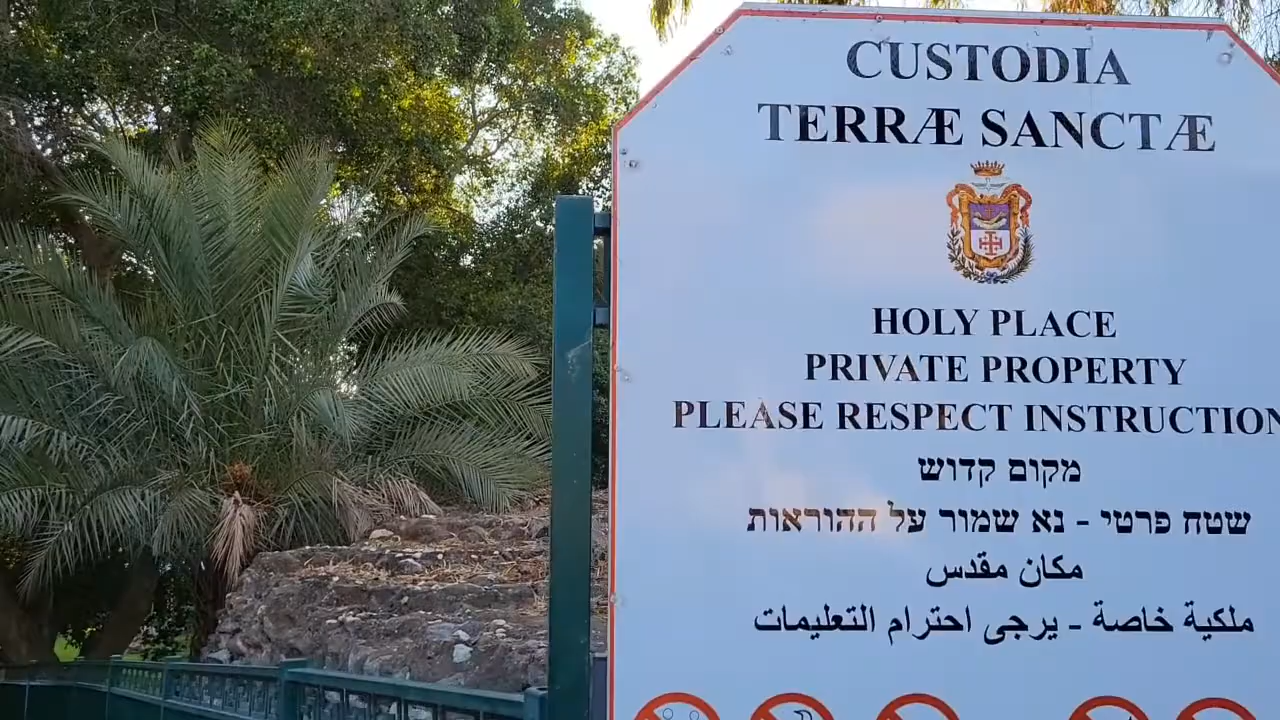 CUSTODIA
TERRÆ SANCTÆ
HOLY PLACE
PRIVATE PROPERTY
PLEASE RESPECT INSTRUCTION
מקום קדוש
שטח פרטי - נא שמור על ההוראות
مكان مقدس
ملكية خاصة - يرجى احترام التعليمات